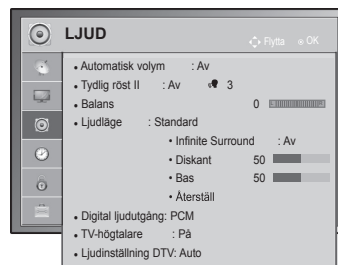 LJUD
Flytta OK
• Automatisk volym : Av
• Tydlig röst II : Av 3
• Balans 0
• Ljudläge : Standard
• Infinite Surround : Av
• Diskant 50
• Bas 50
• Återställ
• Digital ljudutgång: PCM
• TV-högtalare : På
• Ljudinställning DTV: Auto